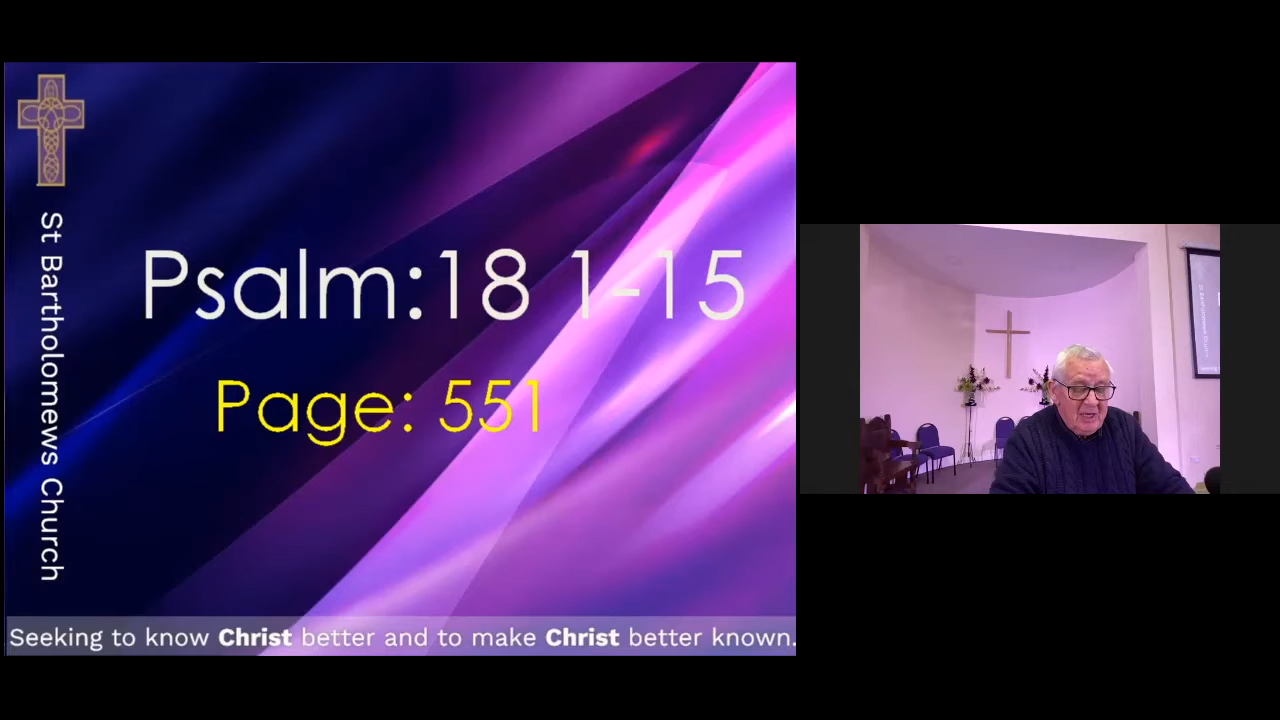 St Bartholomews Church
Psalm:18 1-15
Page: 551
Seeking to know Christ better and to make Christ better known.